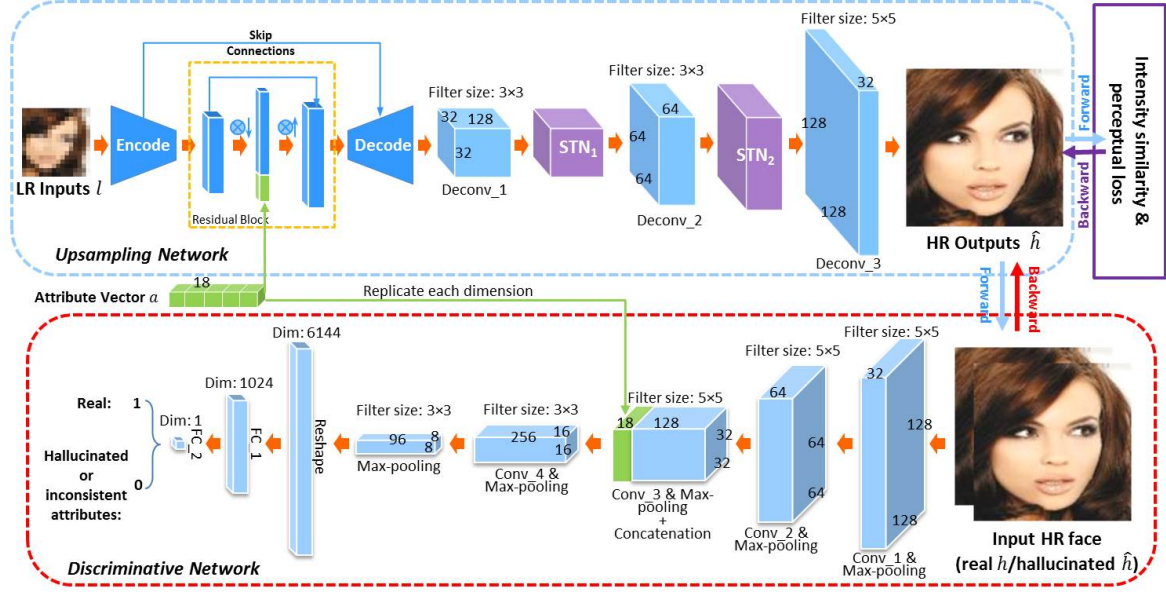 Skip
Connections
LR Inputs l
Encode
Residual Block
Decode
Filter size: 3×3
32
128
32
Deconv_1
STN1
Filter size: 3×3
64
64
64
Deconv_2
STN2
Filter size: 5×5
32
128
128
Deconv_3
HR Outputs ĥ
Forward
Backward
Intensity similarity &
perceptual loss
Upsampling Network
18
Attribute Vector a
Replicate each dimension
Forward
Backward
Real: 1
Hallucinated
or
inconsistent
attributes:
0
Dim: 1
FC_2
Dim: 1024
FC_1
Dim: 6144
Reshape
Filter size: 3×3
96
8
8
Max-pooling
Filter size: 3×3
256
16
16
Conv_4 &
Max-pooling
Filter size: 5×5
18
128
32
32
Conv_3 & Max-
pooling
+
Concatenation
Filter size: 5×5
64
64
64
Conv_2 &
Max-pooling
Filter size: 5×5
32
128
128
Conv_1 &
Max-pooling
Input HR face
(real h/hallucinated ĥ)
Discriminative Network